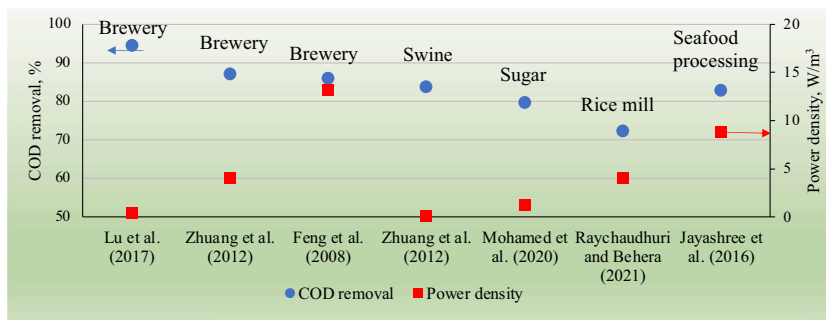 100
90
80
70
60
50
COD removal, %
20
15
10
5
0
Power density, W/m³
Brewery
Brewery
Brewery
Swine
Sugar
Rice mill
Seafood
processing
Lu et al.
(2017)
Zhuang et al.
(2012)
Feng et al.
(2008)
Zhuang et al.
(2012)
Mohamed et
al. (2020)
Raychaudhuri
and Behera
(2021)
Jayashree et
al. (2016)
COD removal
Power density